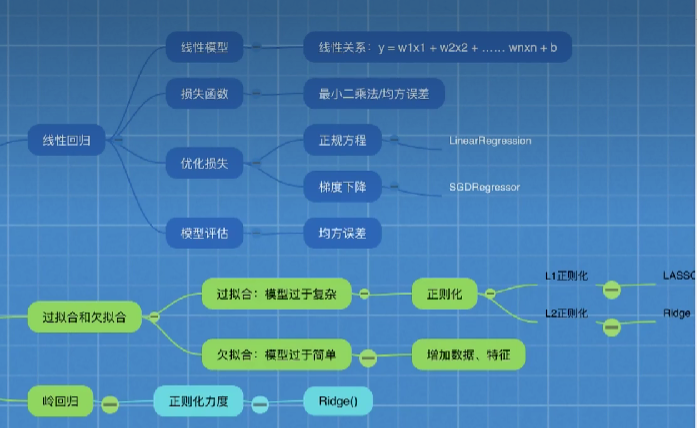 线性模型
线性关系：y = w1x1 + w2x2 + …… wnxn + b
损失函数
最小二乘法/均方误差
线性回归
优化损失
正规方程
LinearRegression
梯度下降
SGDRegressor
模型评估
均方误差
过拟合和欠拟合
过拟合：模型过于复杂
正则化
L1正则化
LASSO
L2正则化
Ridge
欠拟合：模型过于简单
增加数据、特征
岭回归
正则化力度
Ridge()